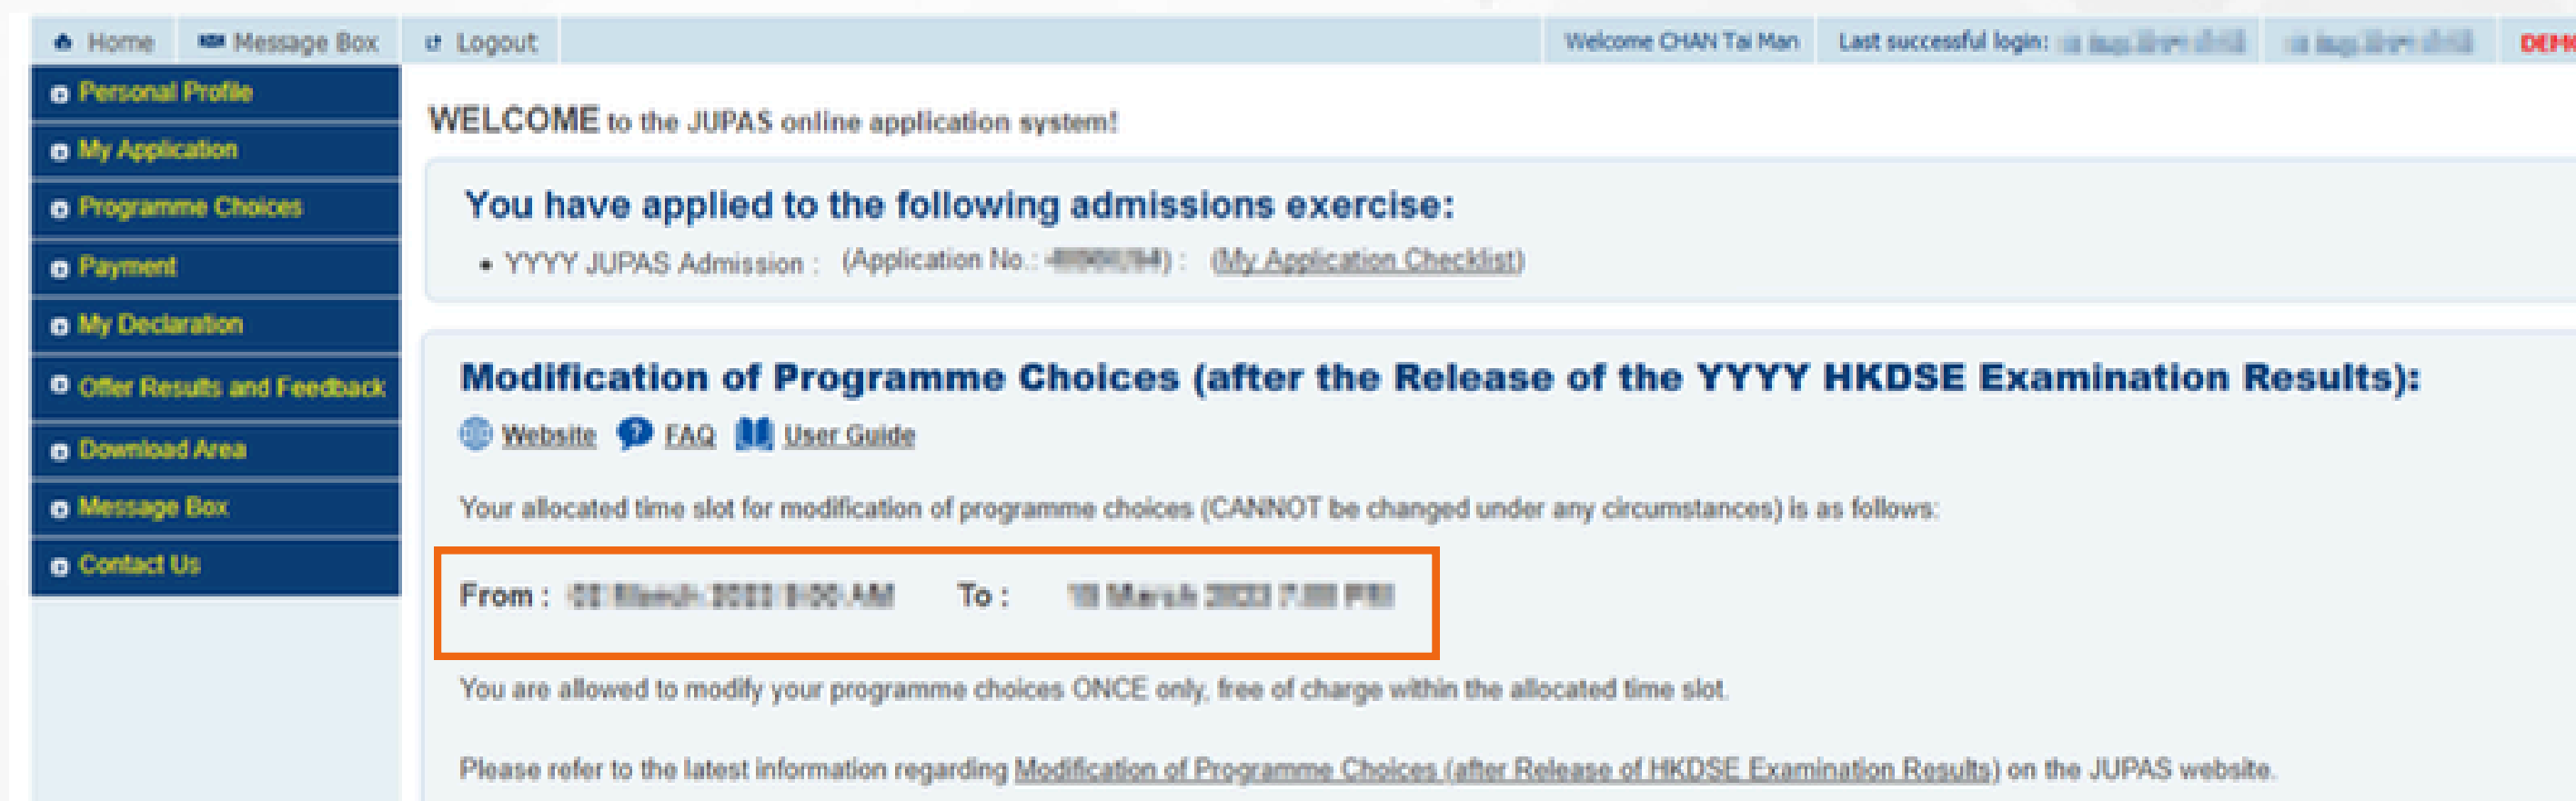 Home Message Box Logout Welcome CHAN Tai Man Last successful login: DEM
Personal Profile
My Application
Programme Choices
Payment
My Declaration
Offer Results and Feedback
Download Area
Message Box
Contact Us
WELCOME to the JUPAS online application system!
You have applied to the following admissions exercise:
• YYYY JUPAS Admission : (Application No.: ) : (My Application Checklist)
Modification of Programme Choices (after the Release of the YYYY HKDSE Examination Results):
Website FAQ User Guide
Your allocated time slot for modification of programme choices (CANNOT be changed under any circumstances) is as follows:
From : To :
You are allowed to modify your programme choices ONCE only, free of charge within the allocated time slot.
Please refer to the latest information regarding Modification of Programme Choices (after Release of HKDSE Examination Results) on the JUPAS website.